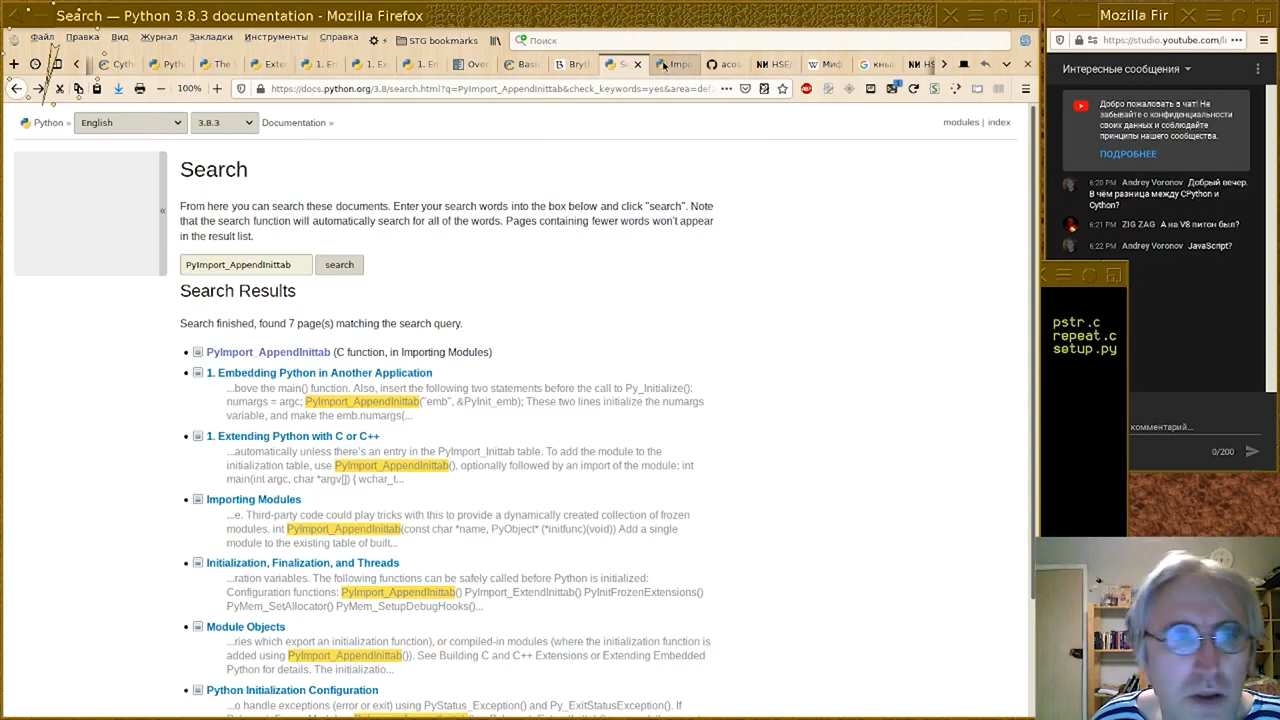 Search — Python 3.8.3 documentation - Mozilla Firefox
Файл Правка Вид Журнал Закладки Инструменты Справка STG bookmarks Поиск
Cyth Pyth The Exte 1. E 1. E 1. E Over Basic Bryth S Impo acos HSE/ Миф кны HW
100% https://docs.python.org/3.8/search.html?q=PyImport_AppendInittab&check_keywords=yes&area=def
Python » English 3.8.3 Documentation » modules | index
«
Search
From here you can search these documents. Enter your search words into the box below and click "search". Note
that the search function will automatically search for all of the words. Pages containing fewer words won't appear
in the result list.
PyImport_AppendInittab search
Search Results
Search finished, found 7 page(s) matching the search query.
PyImport_AppendInittab (C function, in Importing Modules)
1. Embedding Python in Another Application
...bove the main() function. Also, insert the following two statements before the call to Py_Initialize():
numargs = argc; PyImport_AppendInittab("emb", &PyInit_emb); These two lines initialize the numargs
variable, and make the emb.numargs(...
1. Extending Python with C or C++
...automatically unless there's an entry in the PyImport_Inittab table. To add the module to the
initialization table, use PyImport_AppendInittab(), optionally followed by an import of the module: int
main(int argc, char *argv[]) { wchar_t...
Importing Modules
...e. Third-party code could play tricks with this to provide a dynamically created collection of frozen
modules. int PyImport_AppendInittab(const char *name, PyObject* (*initfunc)(void)) Add a single
module to the existing table of built...
Initialization, Finalization, and Threads
...ration variables. The following functions can be safely called before Python is initialized:
Configuration functions: PyImport_AppendInittab() PyImport_ExtendInittab() PyInitFrozenExtensions()
PyMem_SetAllocator() PyMem_SetupDebugHooks()...
Module Objects
...ries which export an initialization function), or compiled-in modules (where the initialization function is
added using PyImport_AppendInittab()). See Building C and C++ Extensions or Extending Embedded
Python for details. The initializatio...
Python Initialization Configuration
...o handle exceptions (error or exit) using PyStatus_Exception() and Py_ExitStatusException(). If
Mozilla Fir
https://studio.youtube.com/li
Интересные сообщения
Добро пожаловать в чат! Не
забывайте о конфиденциальности
своих данных и соблюдайте
принципы нашего сообщества.
ПОДРОБНЕЕ
6:20 PM Andrey Voronov Добрый вечер.
В чем разница между CPython и
Cython?
6:21 PM ZIG ZAG А на V8 питон был?
6:22 PM Andrey Voronov JavaScript?
pstr.c
repeat.c
setup.py
комментарий...
0/200